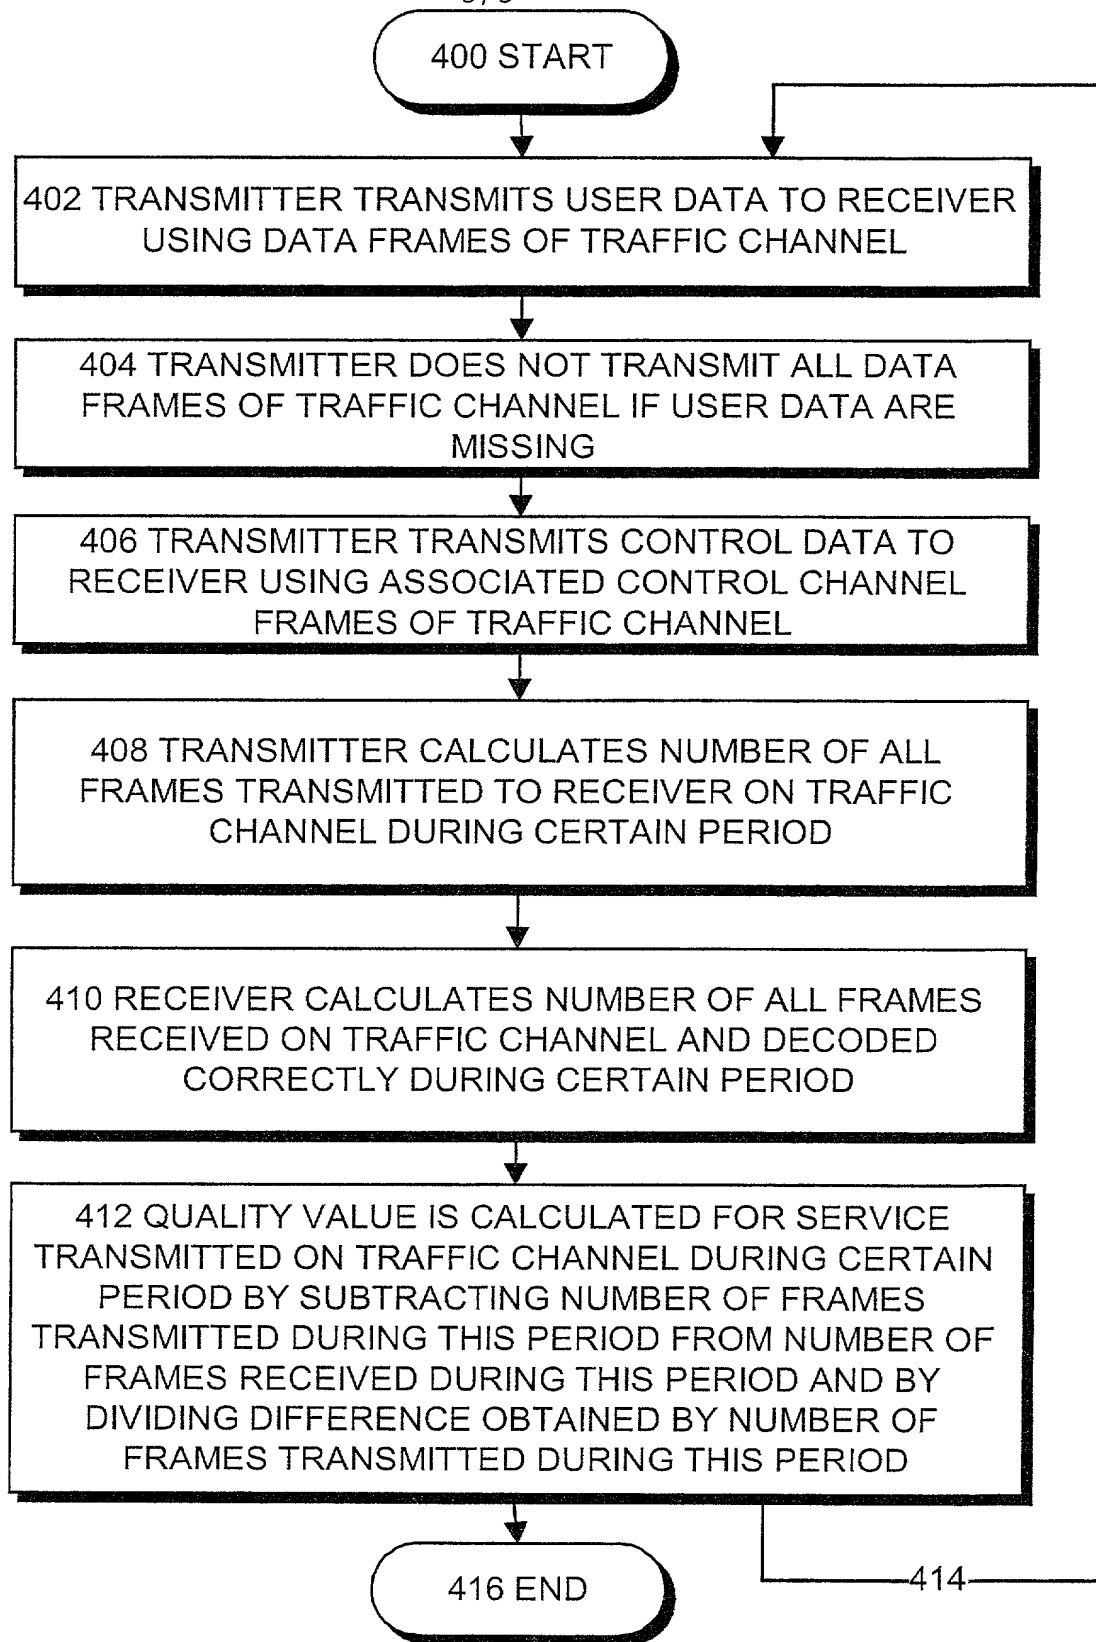 400 START
402 TRANSMITTER TRANSMITS USER DATA TO RECEIVER
USING DATA FRAMES OF TRAFFIC CHANNEL
404 TRANSMITTER DOES NOT TRANSMIT ALL DATA
FRAMES OF TRAFFIC CHANNEL IF USER DATA ARE
MISSING
406 TRANSMITTER TRANSMITS CONTROL DATA TO
RECEIVER USING ASSOCIATED CONTROL CHANNEL
FRAMES OF TRAFFIC CHANNEL
408 TRANSMITTER CALCULATES NUMBER OF ALL
FRAMES TRANSMITTED TO RECEIVER ON TRAFFIC
CHANNEL DURING CERTAIN PERIOD
410 RECEIVER CALCULATES NUMBER OF ALL FRAMES
RECEIVED ON TRAFFIC CHANNEL AND DECODED
CORRECTLY DURING CERTAIN PERIOD
412 QUALITY VALUE IS CALCULATED FOR SERVICE
TRANSMITTED ON TRAFFIC CHANNEL DURING CERTAIN
PERIOD BY SUBTRACTING NUMBER OF FRAMES
TRANSMITTED DURING THIS PERIOD FROM NUMBER OF
FRAMES RECEIVED DURING THIS PERIOD AND BY
DIVIDING DIFFERENCE OBTAINED BY NUMBER OF
FRAMES TRANSMITTED DURING THIS PERIOD
416 END
414